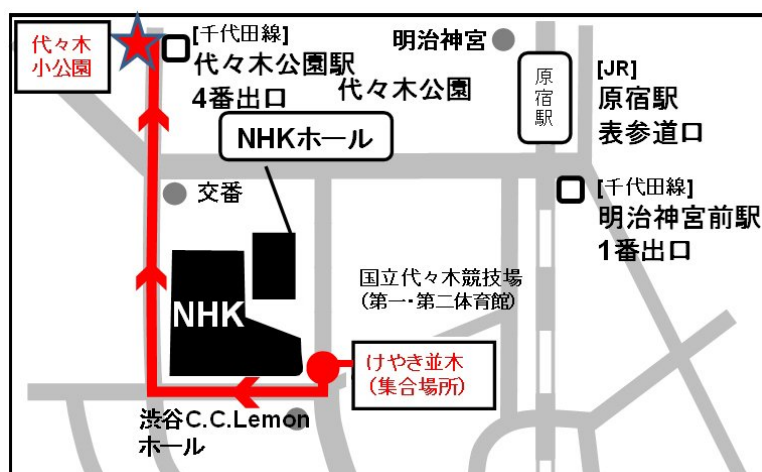 代々木
小公園
[千代田線]
代々木公園駅
4番出口
明治神宮
代々木公園
原宿駅
[JR]
原宿駅
表参道口
NHKホール
交番
[千代田線]
明治神宮前駅
1番出口
国立代々木競技場
(第一・第二体育館)
NHK
けやき並木
(集合場所)
渋谷C.C.Lemon
ホール